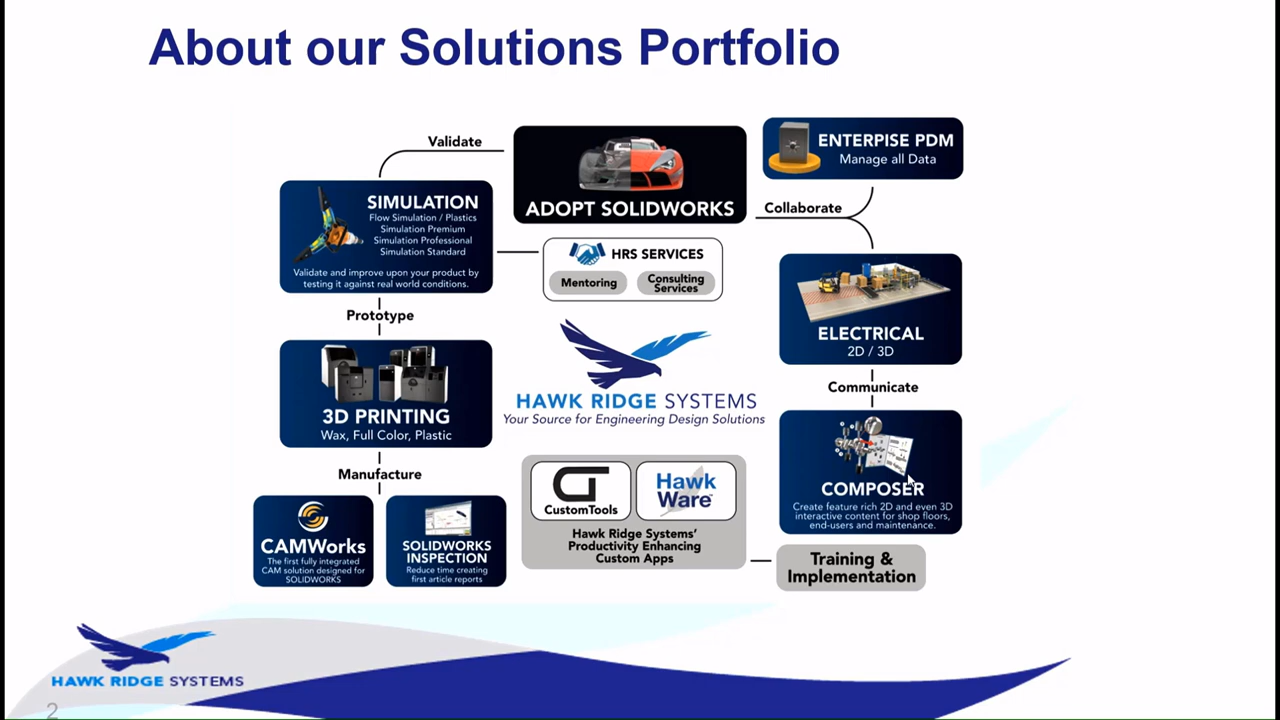 About our Solutions Portfolio
Validate
ADOPT SOLIDWORKS
ENTERPISE PDM
Manage all Data
Collaborate
SIMULATION
Flow Simulation / Plastics
Simulation Premium
Simulation Professional
Simulation Standard
Validate and improve upon your product by
testing it against real world conditions.
HRS SERVICES
Mentoring
Consulting
Services
Prototype
ELECTRICAL
2D / 3D
3D PRINTING
Wax, Full Color, Plastic
HAWK RIDGE SYSTEMS
Your Source for Engineering Design Solutions
Communicate
Manufacture
COMPOSER
Create feature rich 2D and even 3D
interactive content for shop floors,
end-users and maintenance.
CAMWorks
The first fully integrated
CAM solution designed for
SOLIDWORKS
SOLIDWORKS
INSPECTION
Reduce time creating
first article reports
CustomTools
Hawk
Ware™
Hawk Ridge Systems'
Productivity Enhancing
Custom Apps
Training &
Implementation
HAWK RIDGE SYSTEMS
2